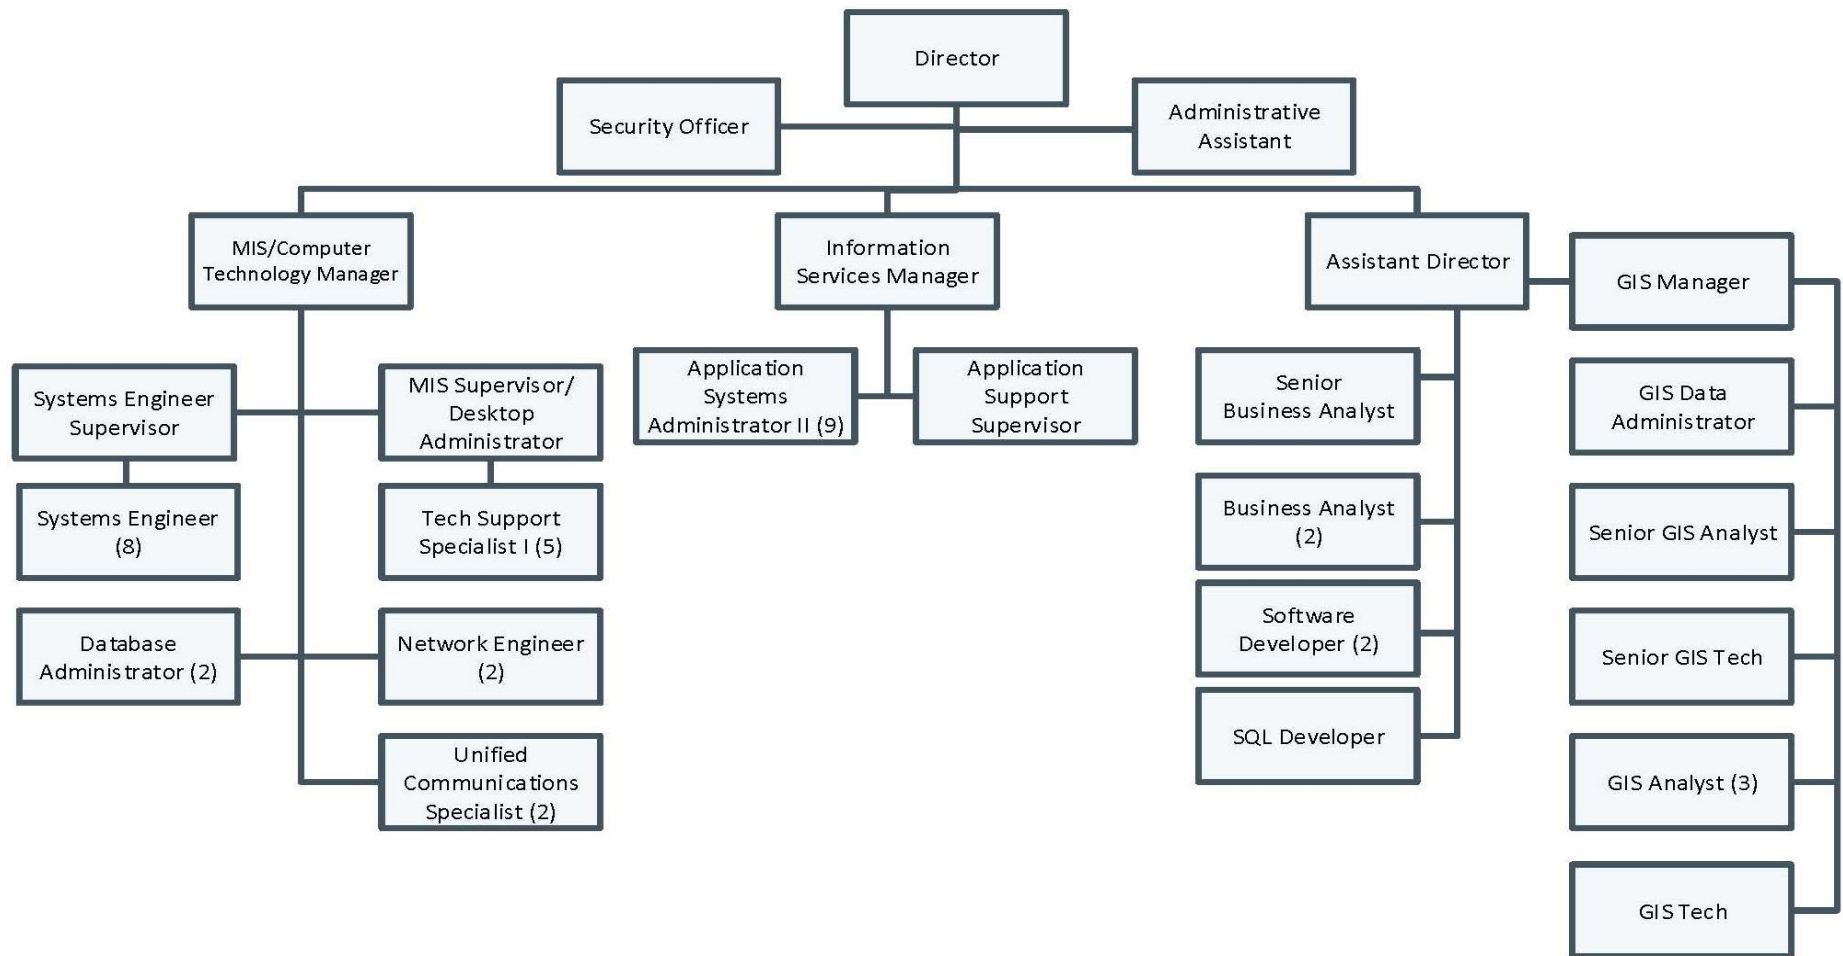 Director
Security Officer
Administrative
Assistant
MIS/Computer
Technology Manager
Information
Services Manager
Assistant Director
GIS Manager
Systems Engineer
Supervisor
MIS Supervisor/
Desktop
Administrator
Systems Engineer
(8)
Tech Support
Specialist I (5)
Database
Administrator (2)
Network Engineer
(2)
Unified
Communications
Specialist (2)
Application
Systems
Administrator II (9)
Application
Support
Supervisor
Senior
Business Analyst
Business Analyst
(2)
Software
Developer (2)
SQL Developer
GIS Data
Administrator
Senior GIS Analyst
Senior GIS Tech
GIS Analyst (3)
GIS Tech